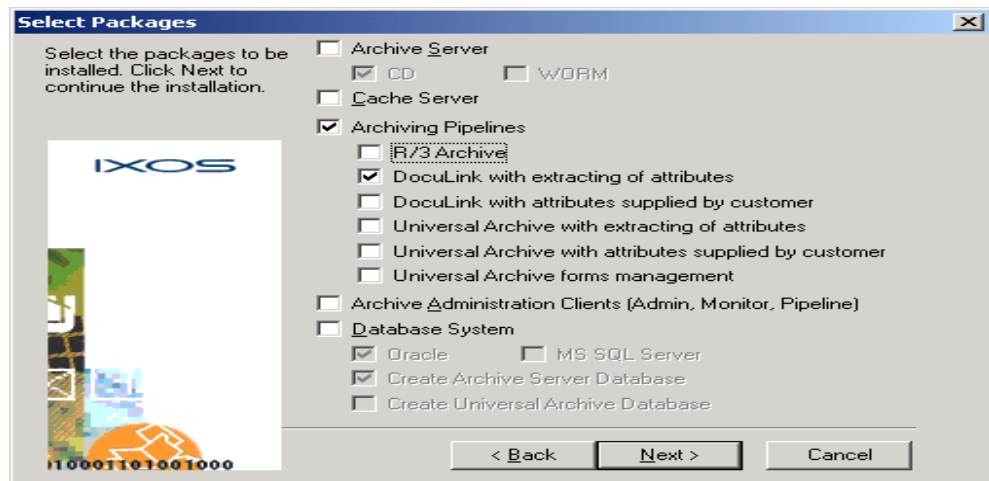 Select Packages
Select the packages to be
installed. Click Next to
continue the installation.
IXOS
Archive Server
CD WORM
Cache Server
Archiving Pipelines
R/3 Archive
DocuLink with extracting of attributes
DocuLink with attributes supplied by customer
Universal Archive with extracting of attributes
Universal Archive with attributes supplied by customer
Universal Archive forms management
Archive Administration Clients (Admin, Monitor, Pipeline)
Database System
Oracle MS SQL Server
Create Archive Server Database
Create Universal Archive Database
10001101001000
< Back Next > Cancel